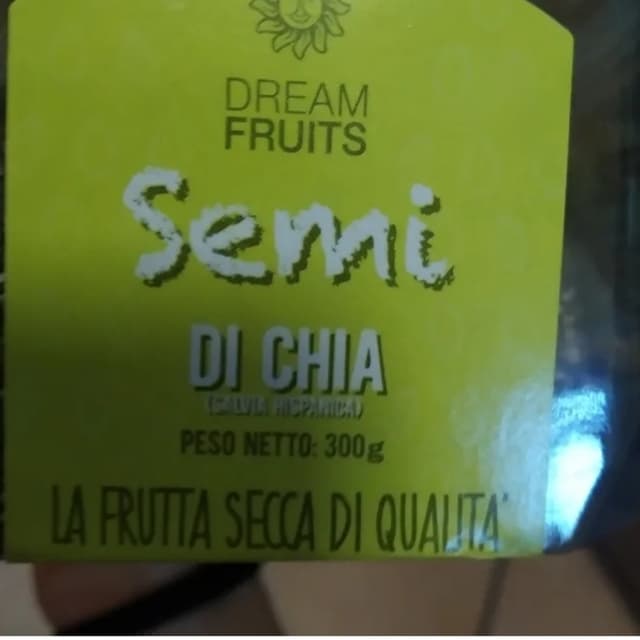 DREAM
FRUITS
Semi
DI CHIA
(SALVIA HISPANICA)
PESO NETTO: 300g
LA FRUTTA SECCA DI QUALITA'